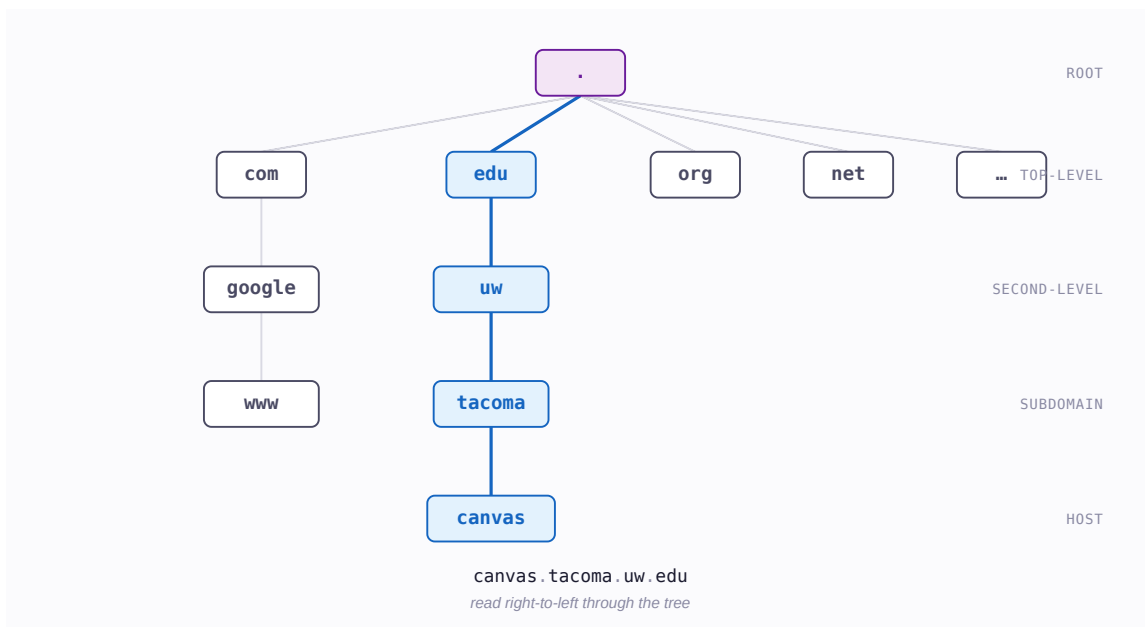 .
ROOT
com edu org net … TOP-LEVEL
google uw SECOND-LEVEL
www tacoma SUBDOMAIN
canvas HOST
canvas.tacoma.uw.edu
read right-to-left through the tree